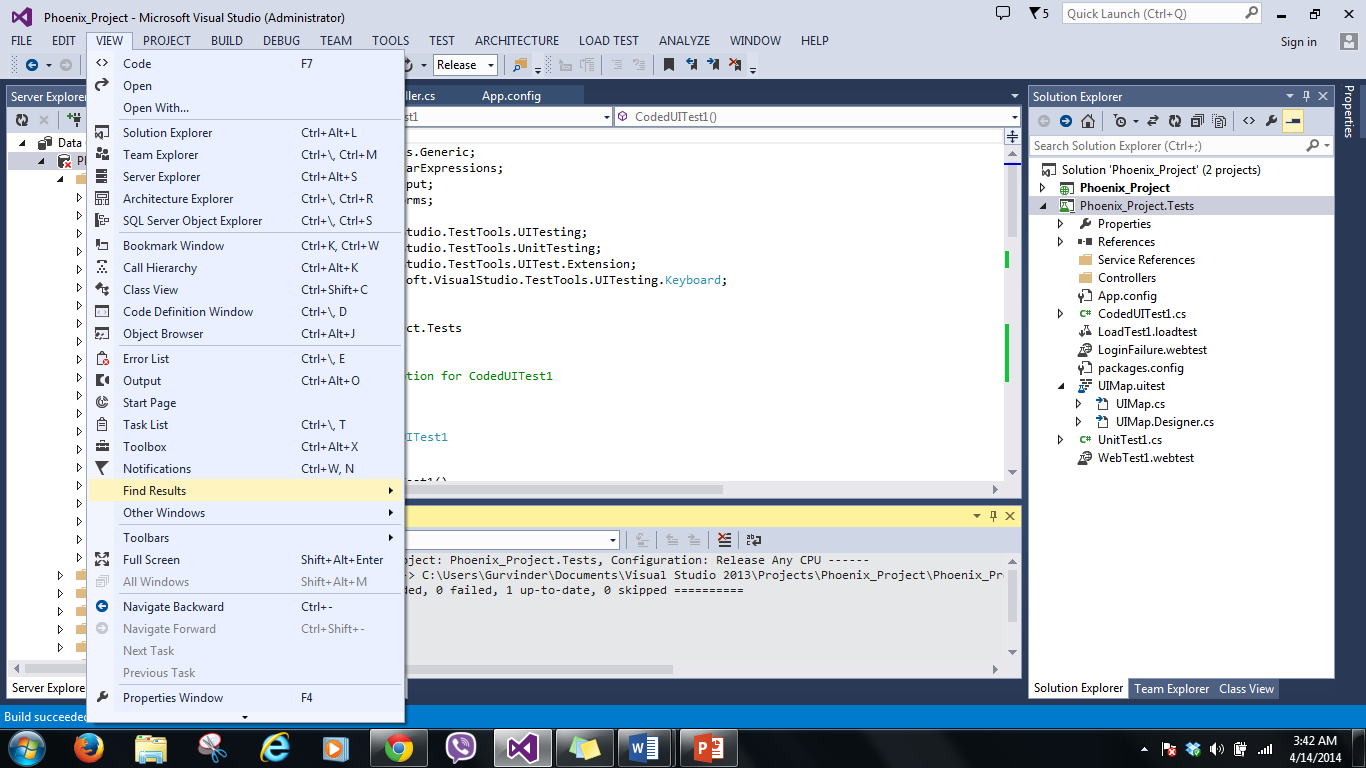 Phoenix_Project - Microsoft Visual Studio (Administrator)
5
Quick Launch (Ctrl+Q)
FILE EDIT VIEW PROJECT BUILD DEBUG TEAM TOOLS TEST ARCHITECTURE LOAD TEST ANALYZE WINDOW HELP
Sign in
Release
Code F7
Open
Open With...
Solution Explorer Ctrl+Alt+L
Team Explorer Ctrl+\, Ctrl+M
Server Explorer Ctrl+Alt+S
Architecture Explorer Ctrl+\, Ctrl+R
SQL Server Object Explorer Ctrl+\, Ctrl+S
Bookmark Window Ctrl+K, Ctrl+W
Call Hierarchy Ctrl+Alt+K
Class View Ctrl+Shift+C
Code Definition Window Ctrl+\, D
Object Browser Ctrl+Alt+J
Error List Ctrl+\, E
Output Ctrl+Alt+O
Start Page
Task List Ctrl+\, T
Toolbox Ctrl+Alt+X
Notifications Ctrl+W, N
Find Results
Other Windows
Toolbars
Full Screen Shift+Alt+Enter
All Windows Shift+Alt+M
Navigate Backward Ctrl+-
Navigate Forward Ctrl+Shift+-
Next Task
Previous Task
Properties Window F4
Server Explorer
Data
Server Explore
Build succeeded
ller.cs App.config
st1 CodedUITest1()
s.Generic;
arExpressions;
put;
rms;
tudio.TestTools.UITesting;
tudio.TestTools.UnitTesting;
tudio.TestTools.UITest.Extension;
oft.VisualStudio.TestTools.UITesting.Keyboard;
ct.Tests
tion for CodedUITest1
UITest1
est1()
oject: Phoenix_Project.Tests, Configuration: Release Any CPU ------
> C:\Users\Gurvinder\Documents\Visual Studio 2013\Projects\Phoenix_Project\Phoenix_Pr
ded, 0 failed, 1 up-to-date, 0 skipped ==========
Solution Explorer
Search Solution Explorer (Ctrl+;)
Solution 'Phoenix_Project' (2 projects)
Phoenix_Project
Phoenix_Project.Tests
Properties
References
Service References
Controllers
App.config
CodedUITest1.cs
LoadTest1.loadtest
LoginFailure.webtest
packages.config
UIMap.uitest
UIMap.cs
UIMap.Designer.cs
UnitTest1.cs
WebTest1.webtest
Solution Explorer Team Explorer Class View
Properties
3:42 AM
4/14/2014